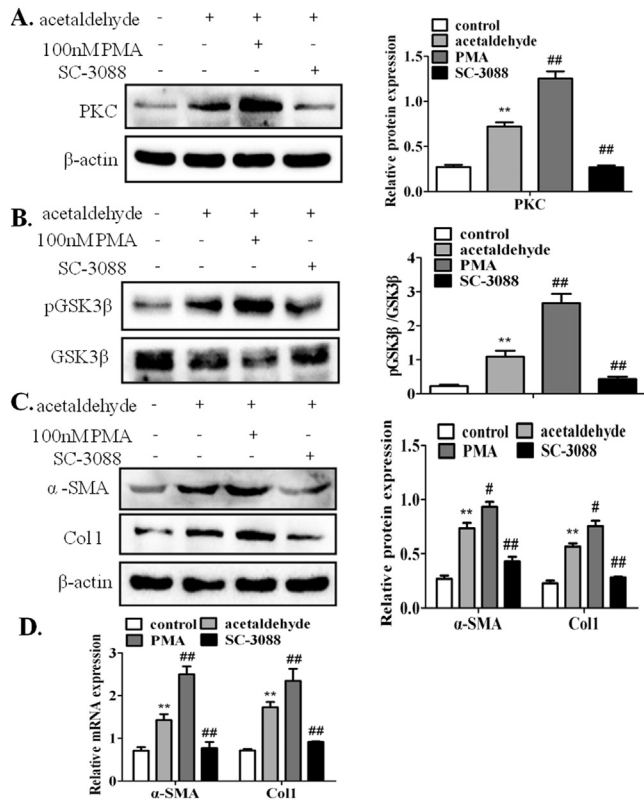 A.
acetaldehyde - + + +
100nMPMA - - + -
SC-3088 - - - +
PKC
β-actin
control
acetaldehyde
PMA
SC-3088
Relative protein expression
1.5
1.0
0.5
0.0
**
##
##
PKC
B.
acetaldehyde - + + +
100nMPMA - - + -
SC-3088 - - - +
pGSK3β
GSK3β
control
acetaldehyde
PMA
SC-3088
pGSK3β /GSK3β
4
3
2
1
0
**
##
##
C.
acetaldehyde - + + +
100nMPMA - - + -
SC-3088 - - - +
α-SMA
Col1
β-actin
control acetaldehyde
PMA SC-3088
Relative protein expression
1.5
1.0
0.5
0.0
** # ## ** # ##
α-SMA Col1
D.
control acetaldehyde
PMA SC-3088
Relative mRNA expression
3
2
1
0
** ## ## ** ## ##
α-SMA Col1